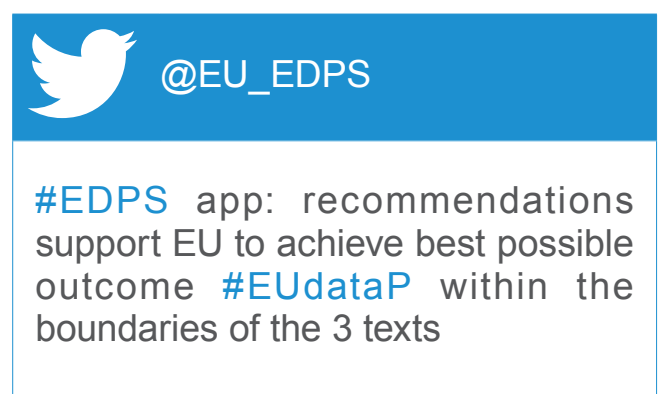 @EU_EDPS
#EDPS app: recommendations
support EU to achieve best possible
outcome #EUdataP within the
boundaries of the 3 texts